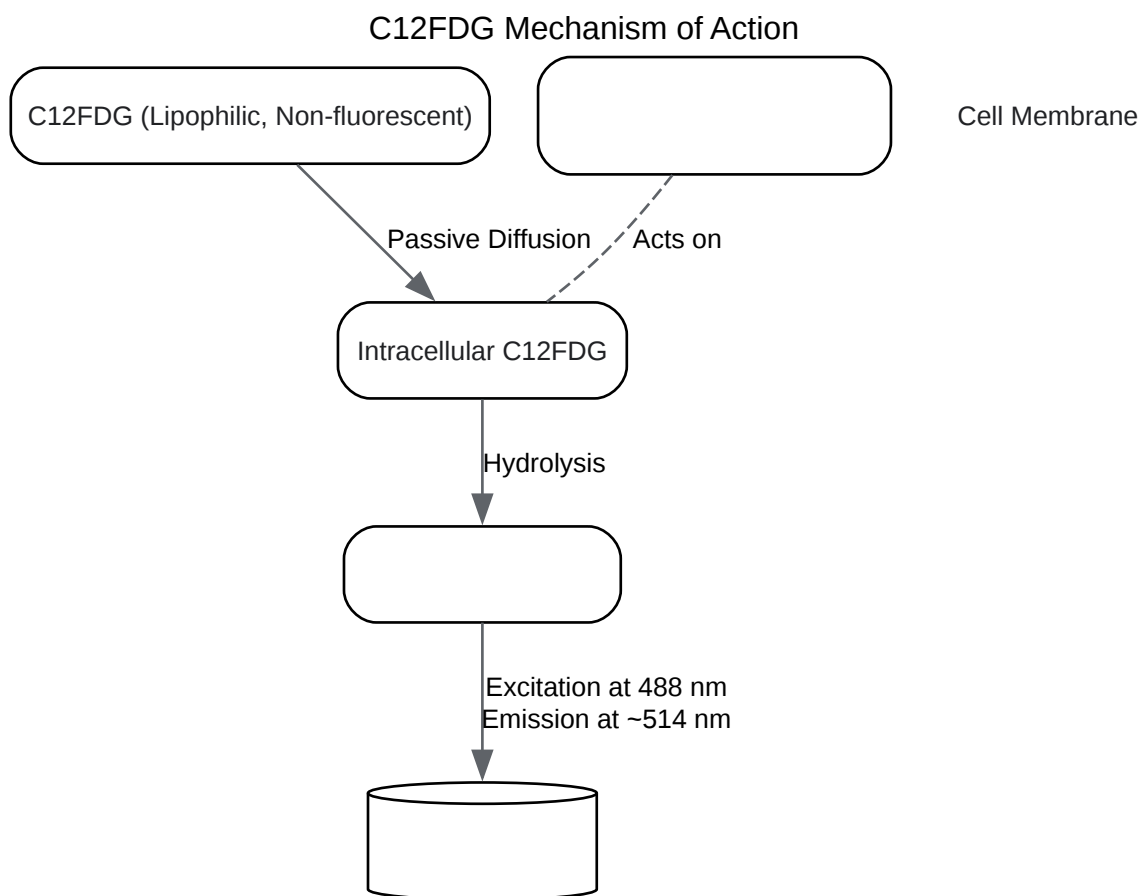 C12FDG Mechanism of Action
C12FDG (Lipophilic, Non-fluorescent)
Cell Membrane
Passive Diffusion
Acts on
Intracellular C12FDG
Hydrolysis
Excitation at 488 nm
Emission at ~514 nm